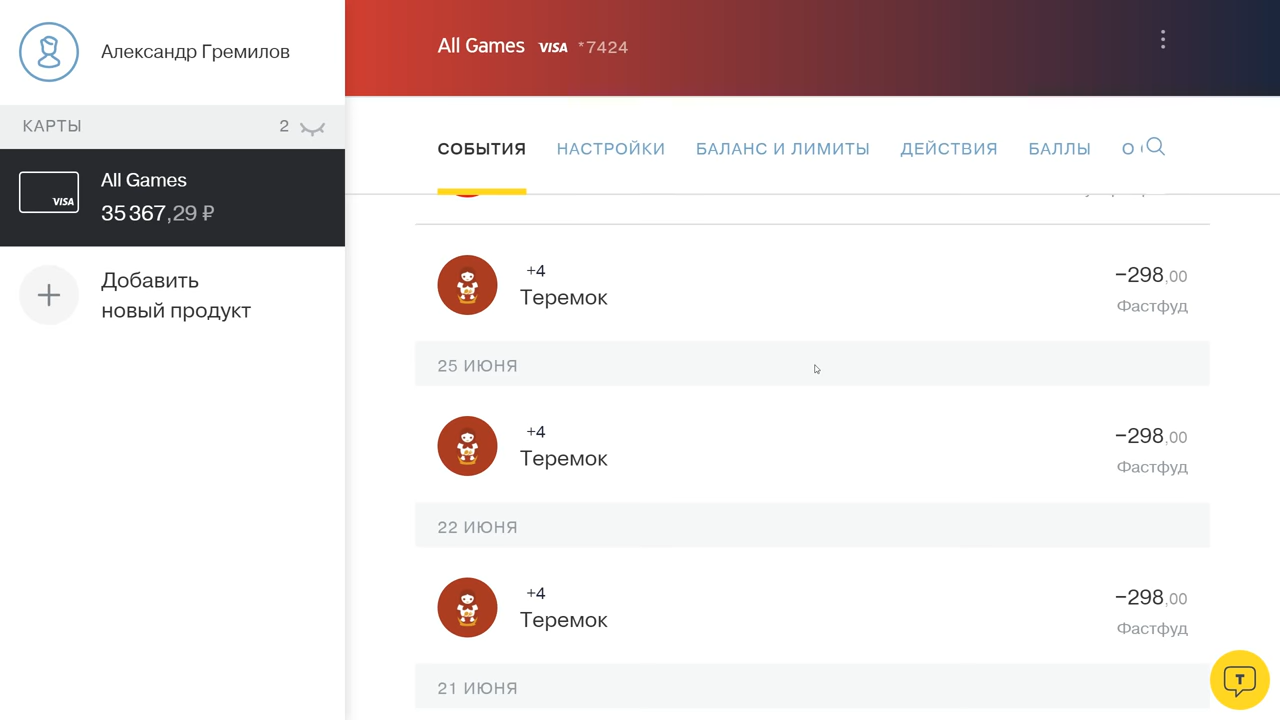 Александр Гремилов
КАРТЫ 2
All Games
VISA
35 367,29 ₽
Добавить
новый продукт
All Games VISA *7424
СОБЫТИЯ НАСТРОЙКИ БАЛАНС И ЛИМИТЫ ДЕЙСТВИЯ БАЛЛЫ О
+4
Теремок
−298,00
Фастфуд
25 ИЮНЯ
+4
Теремок
−298,00
Фастфуд
22 ИЮНЯ
+4
Теремок
−298,00
Фастфуд
21 ИЮНЯ
T